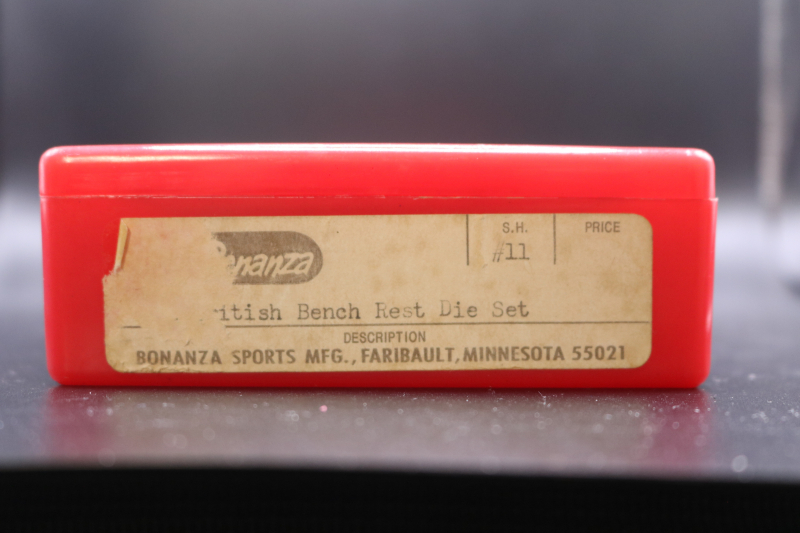 Bonanza
S.H. PRICE
#11
ritish Bench Rest Die Set
DESCRIPTION
BONANZA SPORTS MFG., FARIBAULT, MINNESOTA 55021